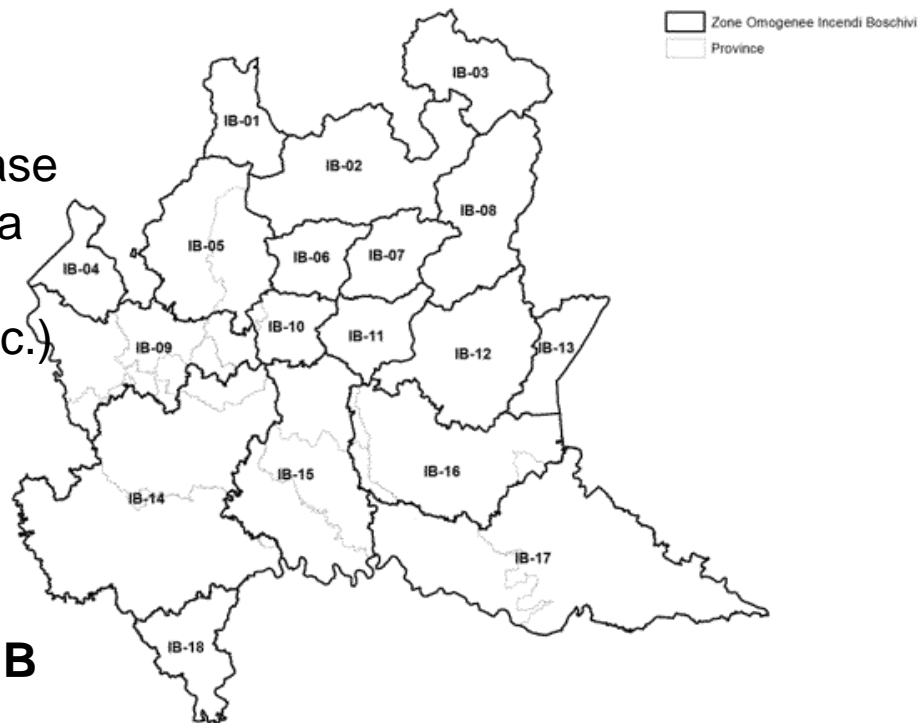 Zone Omogenee Incendi Boschivi
Province
IB-03
IB-01
ase
IB-02
a
IB-08
IB-05
IB-06
IB-07
IB-04
IB-10
IB-11
c.)
IB-09
IB-12
IB-13
IB-16
IB-15
IB-14
IB-17
IB-18
B